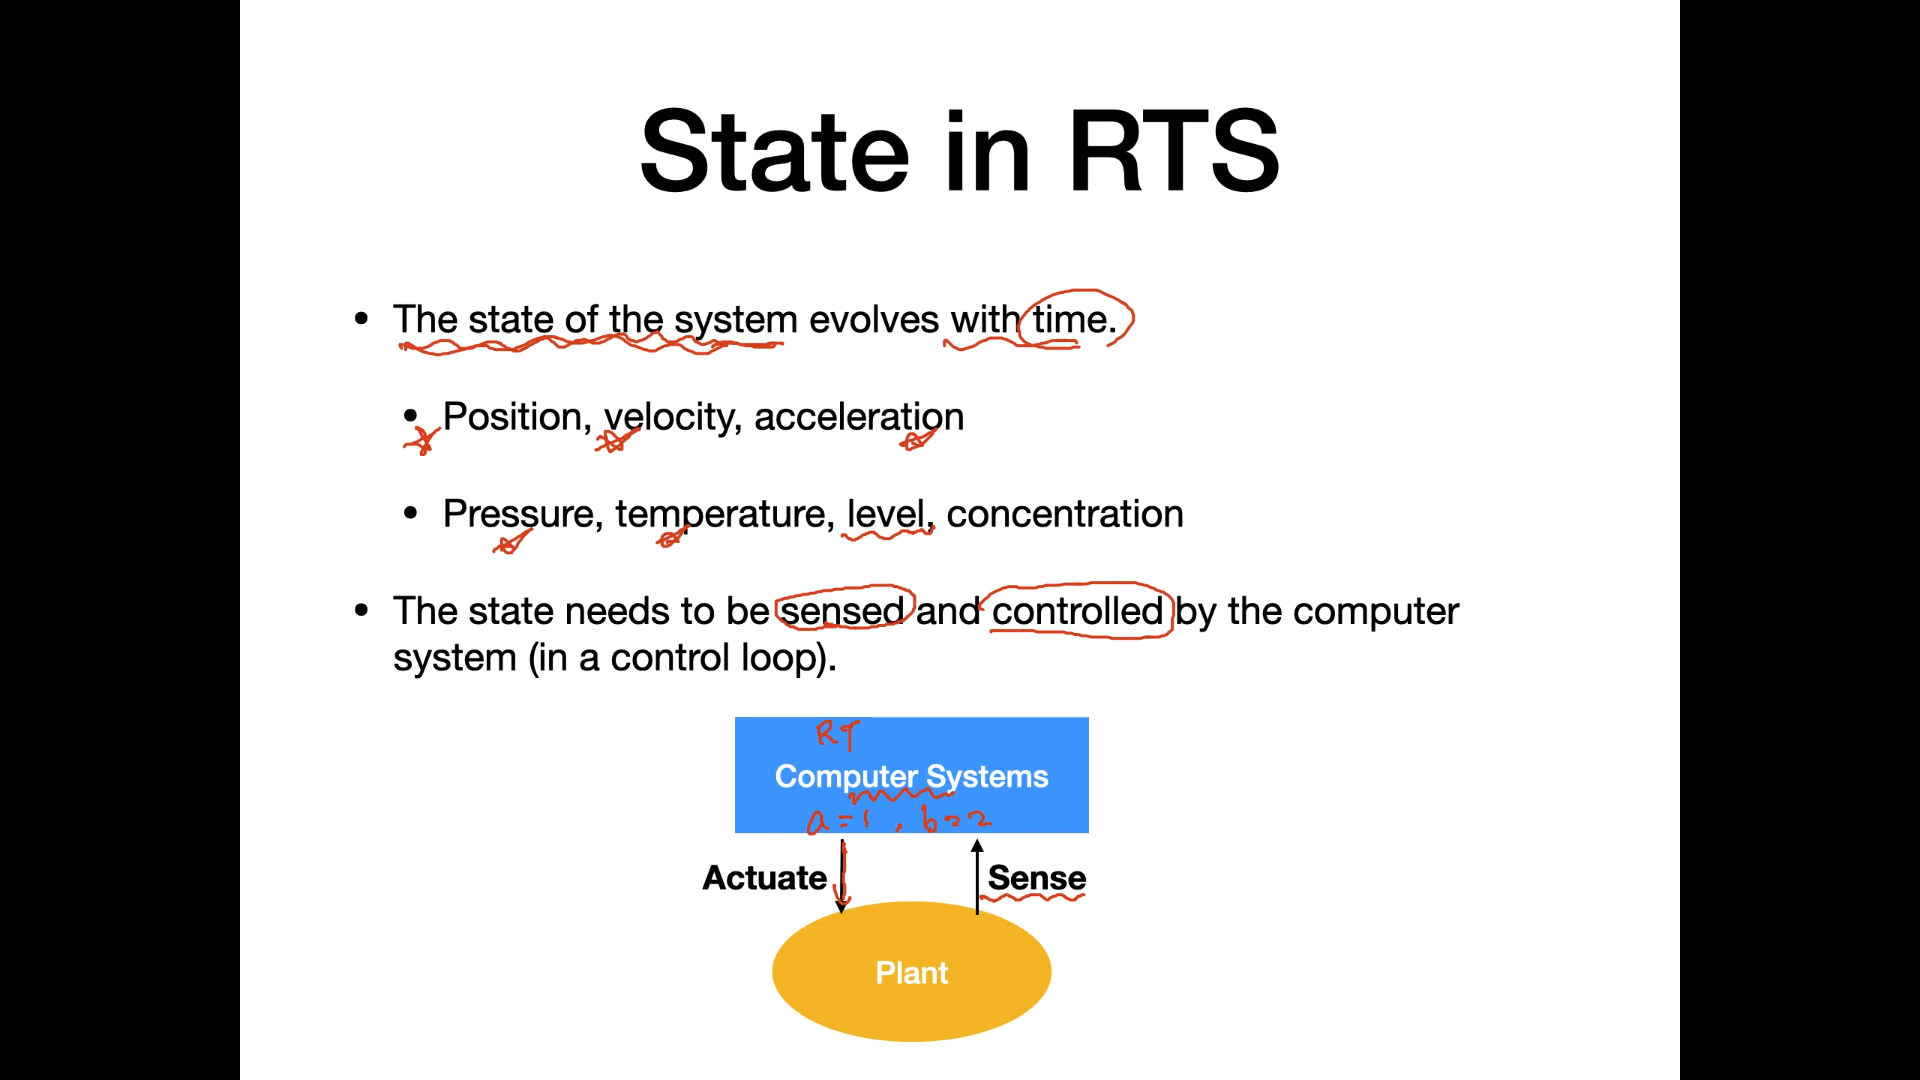 State in RTS
• The state of the system evolves with time.
• Position, velocity, acceleration
• Pressure, temperature, level, concentration
• The state needs to be sensed and controlled by the computer
system (in a control loop).
RT
Computer Systems
a = 1 , b = 2
Actuate
Sense
Plant